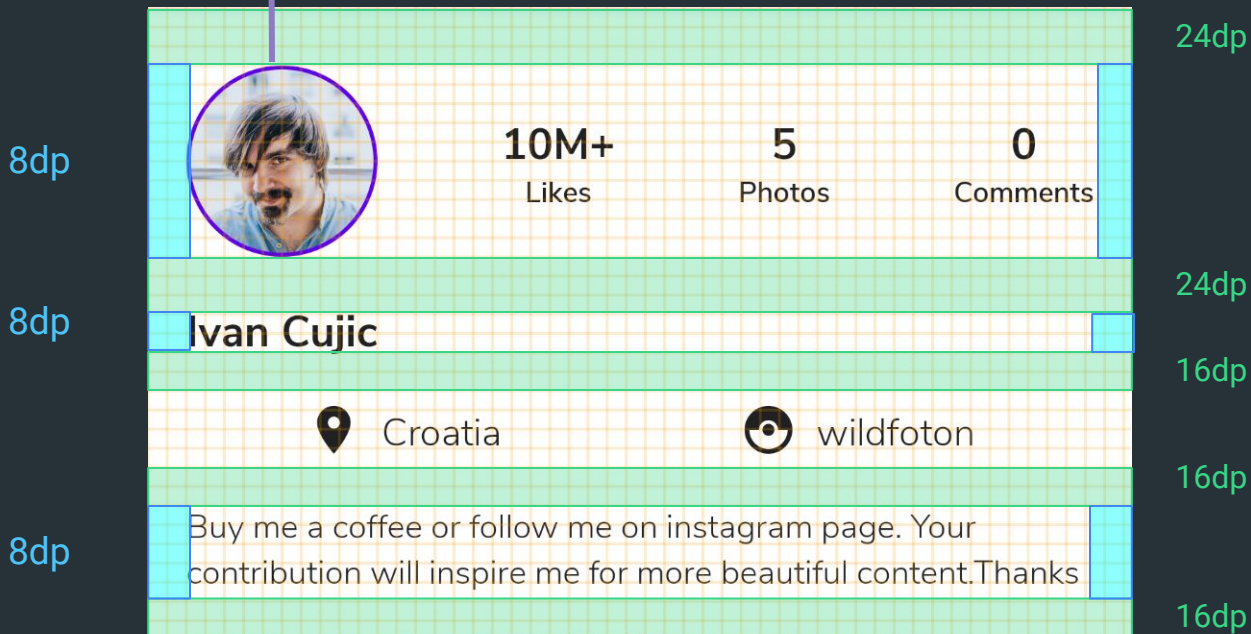 24dp
8dp
10M+ 5 0
Likes Photos Comments
24dp
8dp
Ivan Cujic
16dp
Croatia wildfoton
16dp
Buy me a coffee or follow me on instagram page. Your
8dp
contribution will inspire me for more beautiful content.Thanks
16dp